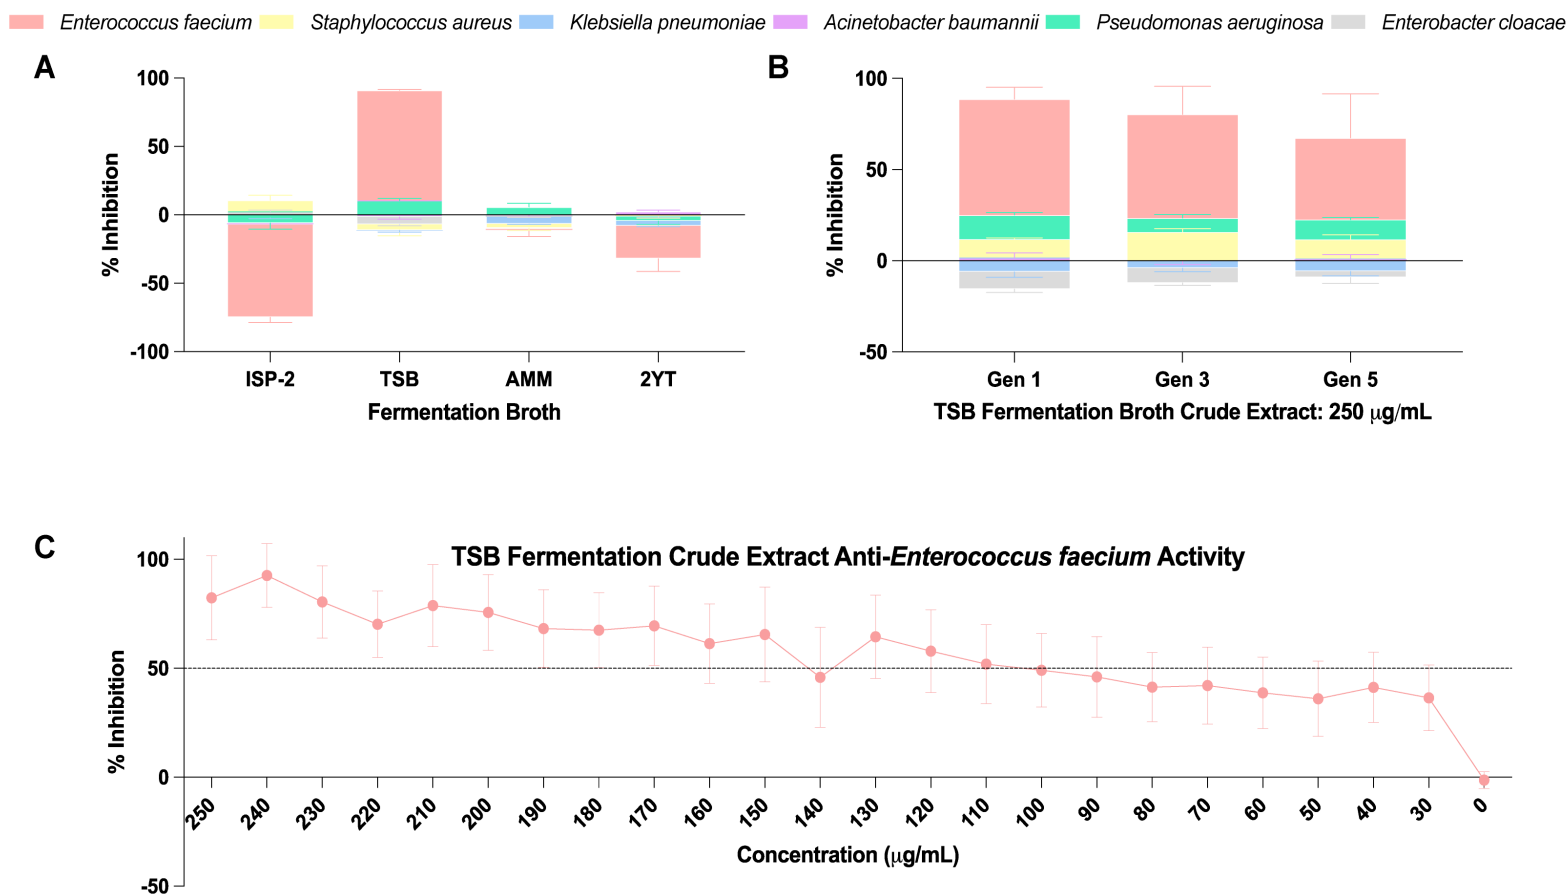 Enterococcus faecium Staphylococcus aureus Klebsiella pneumoniae Acinetobacter baumannii Pseudomonas aeruginosa Enterobacter cloacae
A
100
50
0
-50
-100
% Inhibition
ISP-2 TSB AMM 2YT
Fermentation Broth
B
100
50
0
-50
% Inhibition
Gen 1 Gen 3 Gen 5
TSB Fermentation Broth Crude Extract: 250 μg/mL
C
TSB Fermentation Crude Extract Anti-Enterococcus faecium Activity
100
50
0
-50
% Inhibition
250 240 230 220 210 200 190 180 170 160 150 140 130 120 110 100 90 80 70 60 50 40 30 0
Concentration (μg/mL)